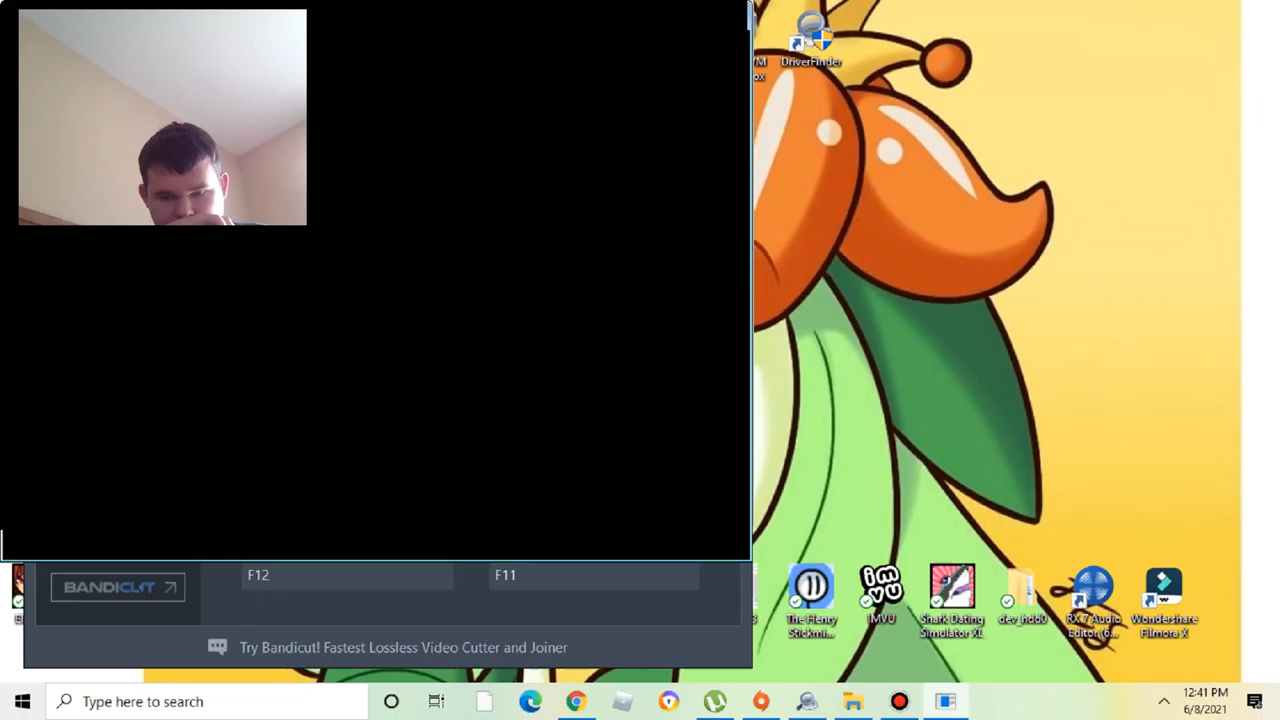 DriverFinder
BANDICUT
F12
F11
Try Bandicut! Fastest Lossless Video Cutter and Joiner
The Henry
Stickmi...
imvu
IMVU
Shark Dating
Simulator XL
dev_hdd0
RX 7 Audio
Editor (6...
Wondershare
Filmora X
Type here to search
12:41 PM
6/8/2021